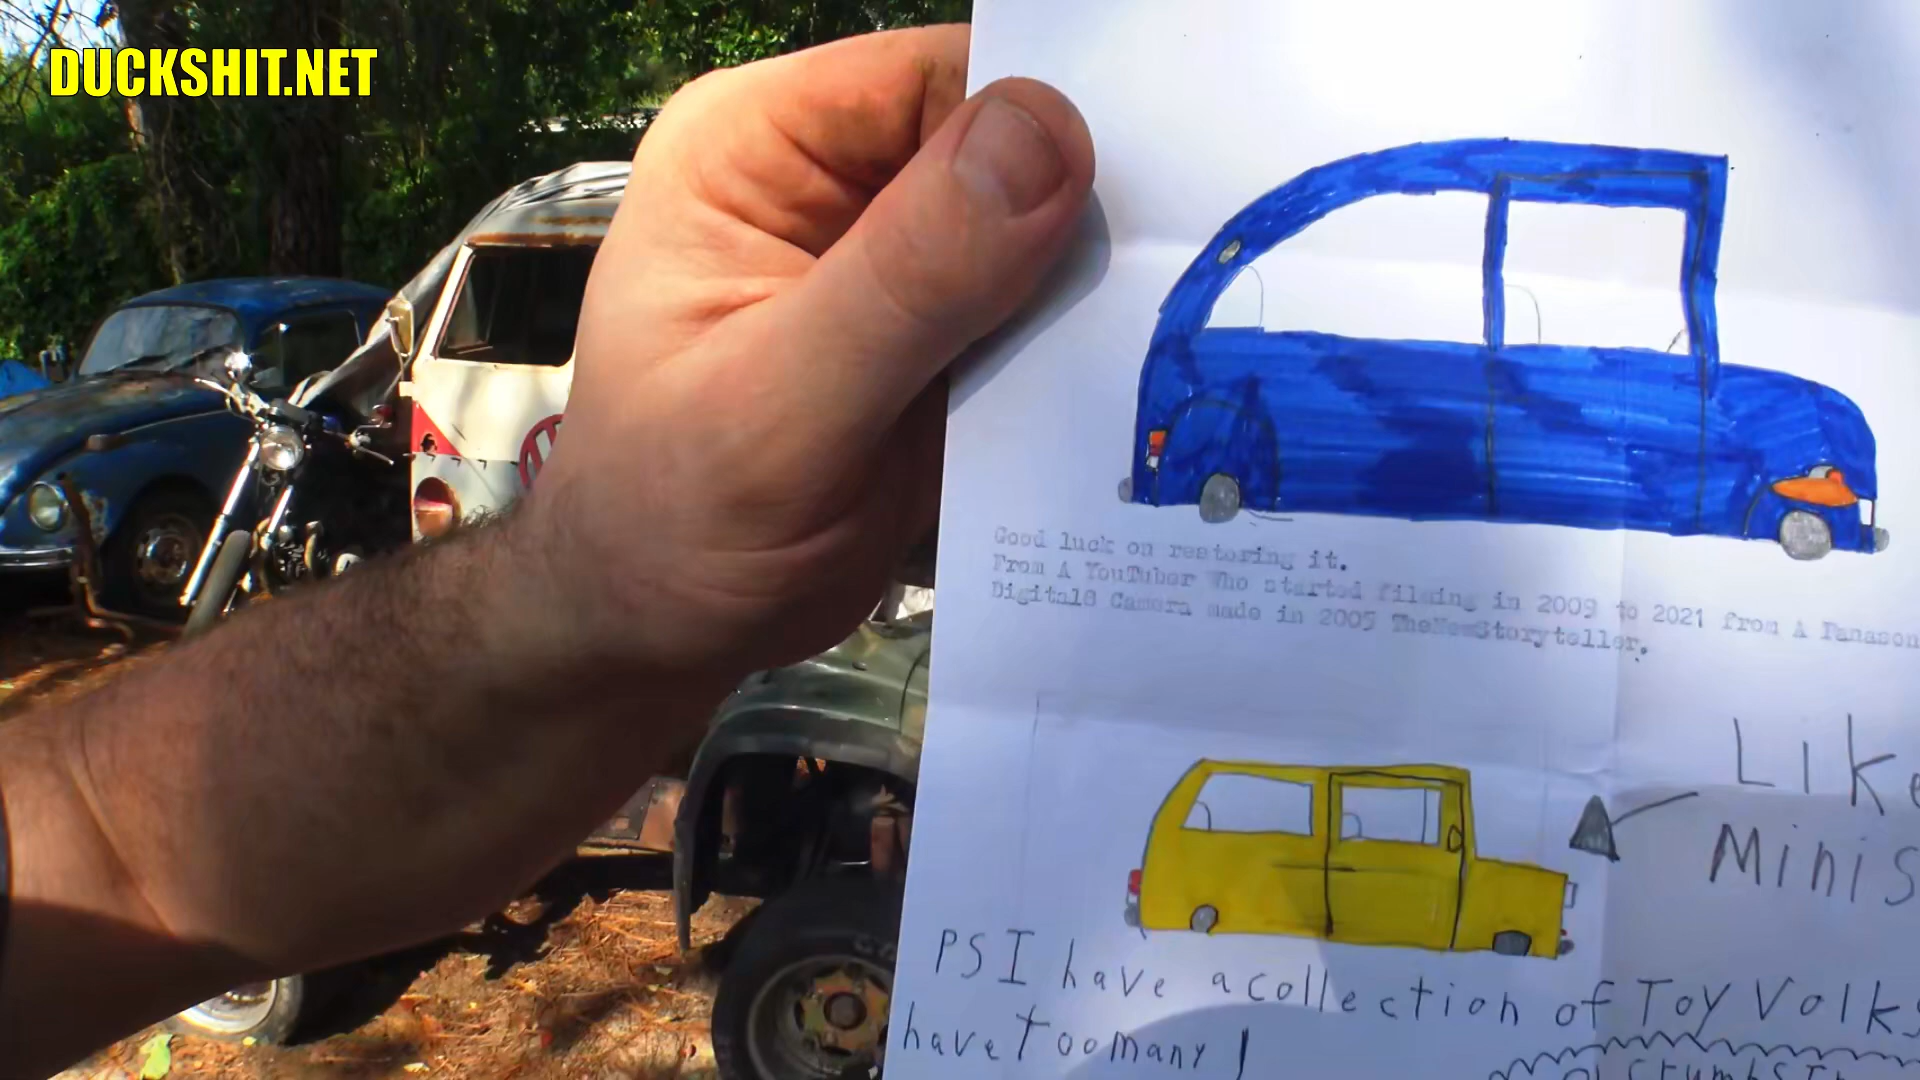 DUCKSHIT.NET
Good luck on restoring it.
From A YouTuber Who started filming in 2009 to 2021 from A Panason
Digital8 Camera made in 2005 TheNewStoryteller.
Like
Minis
PS I have a collection of Toy Volks
have Too many!